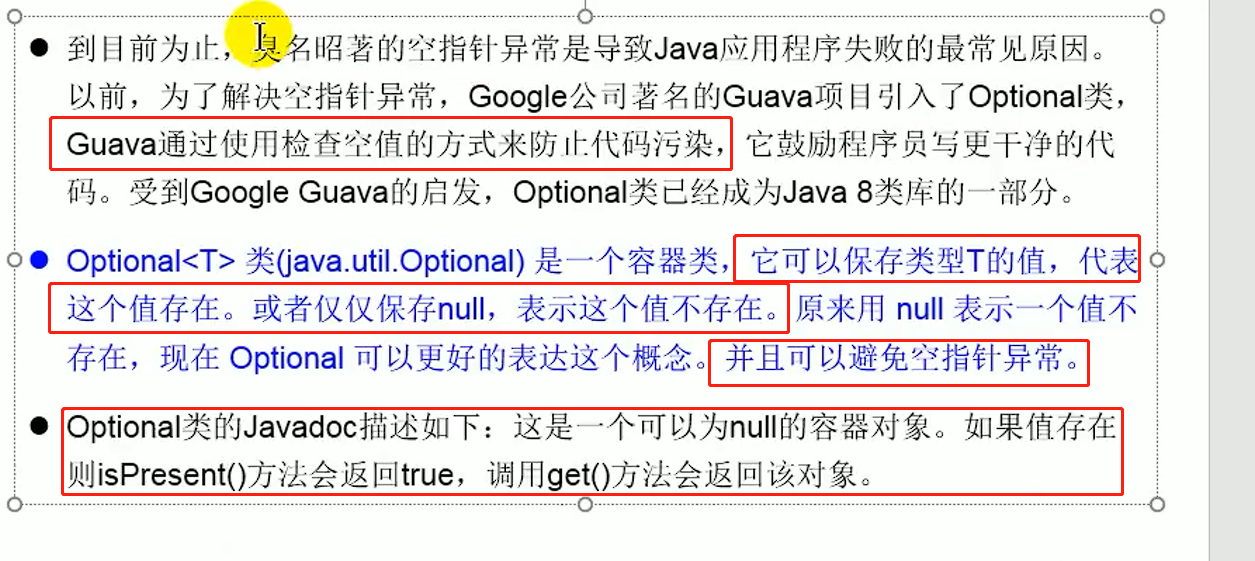 到目前为止，臭名昭著的空指针异常是导致Java应用程序失败的最常见原因。
以前，为了解决空指针异常，Google公司著名的Guava项目引入了Optional类，
Guava通过使用检查空值的方式来防止代码污染，它鼓励程序员写更干净的代
码。受到Google Guava的启发，Optional类已经成为Java 8类库的一部分。
Optional<T> 类(java.util.Optional) 是一个容器类，它可以保存类型T的值，代表
这个值存在。或者仅仅保存null，表示这个值不存在。原来用 null 表示一个值不
存在，现在 Optional 可以更好的表达这个概念。并且可以避免空指针异常。
Optional类的Javadoc描述如下：这是一个可以为null的容器对象。如果值存在
则isPresent()方法会返回true，调用get()方法会返回该对象。